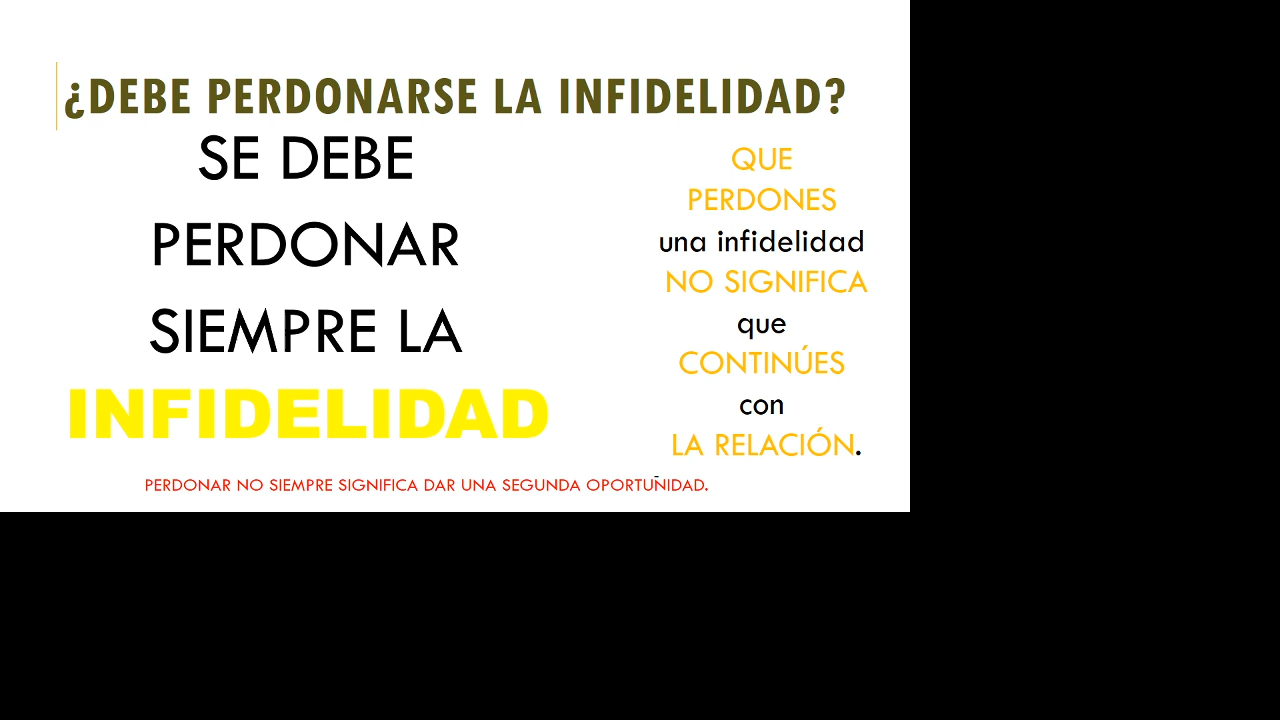 ¿DEBE PERDONARSE LA INFIDELIDAD?
SE DEBE
PERDONAR
SIEMPRE LA
INFIDELIDAD
QUE
PERDONES
una infidelidad
NO SIGNIFICA
que
CONTINÚES
con
LA RELACIÓN.
PERDONAR NO SIEMPRE SIGNIFICA DAR UNA SEGUNDA OPORTUNIDAD.